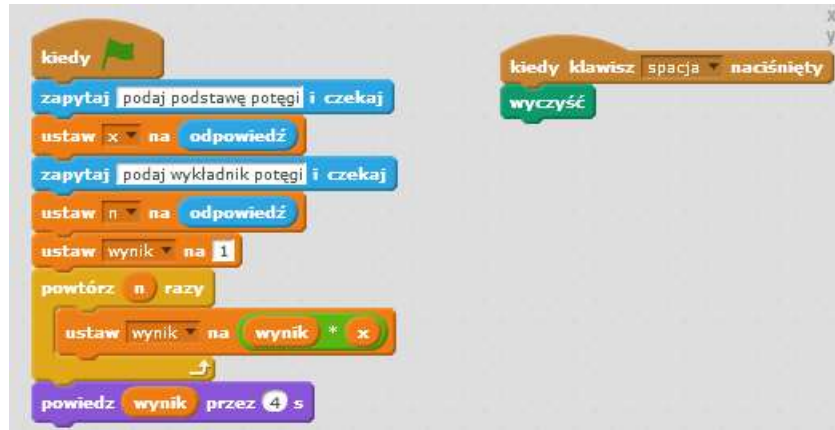 kiedy
zapytaj podaj podstawę potęgi i czekaj
ustaw x na odpowiedź
zapytaj podaj wykładnik potęgi i czekaj
ustaw n na odpowiedź
ustaw wynik na 1
powtórz n razy
ustaw wynik na wynik * x
powiedz wynik przez 4 s
kiedy klawisz spacja naciśnięty
wyczyść
x
y